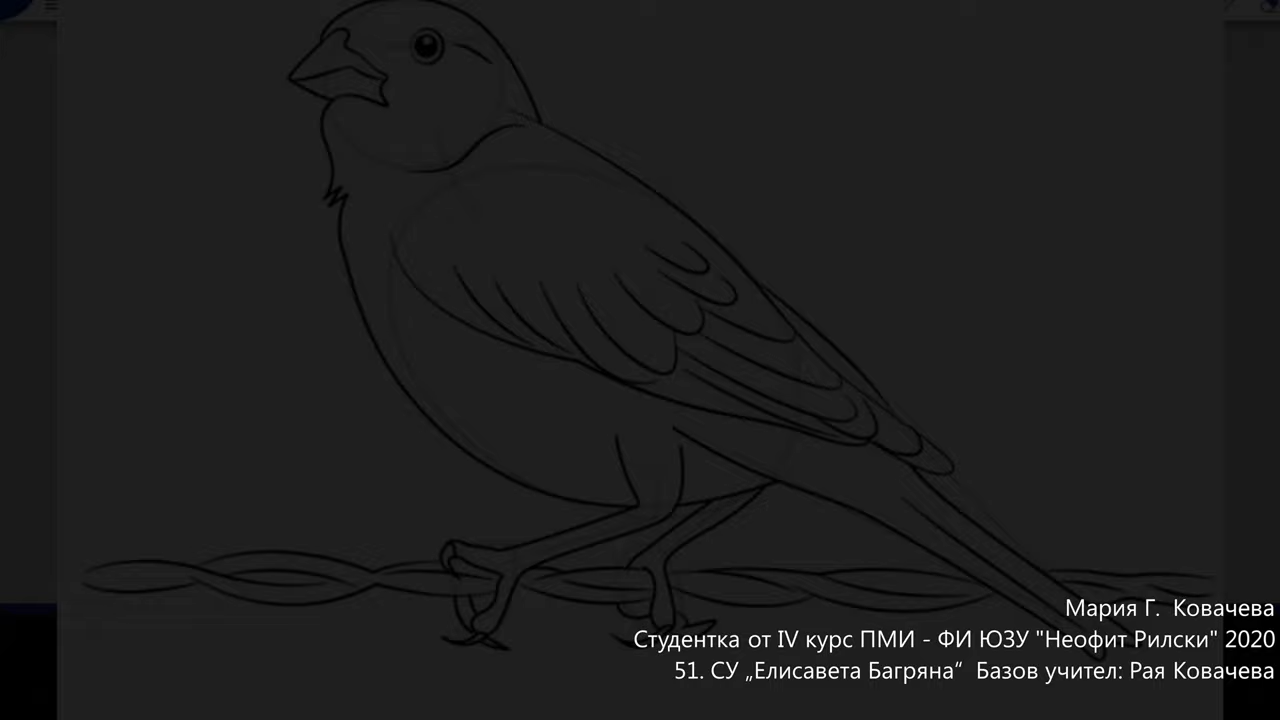 Мария Г.  Ковачева
Студентка от IV курс ПМИ - ФИ ЮЗУ "Неофит Рилски" 2020
51. СУ „Елисавета Багряна“  Базов учител: Рая Ковачева